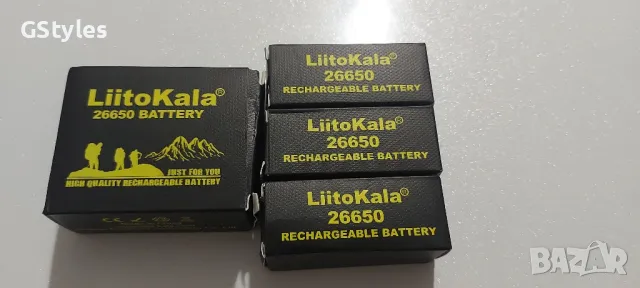 GStyles
LiitoKala®
26650 BATTERY
JUST FOR YOU
HIGH QUALITY RECHARGEABLE BATTERY
LiitoKala®
26650
RECHARGEABLE BATTERY
LiitoKala®
26650
RECHARGEABLE BATTERY
LiitoKala®
26650
RECHARGEABLE BATTERY
BAZAR.bg